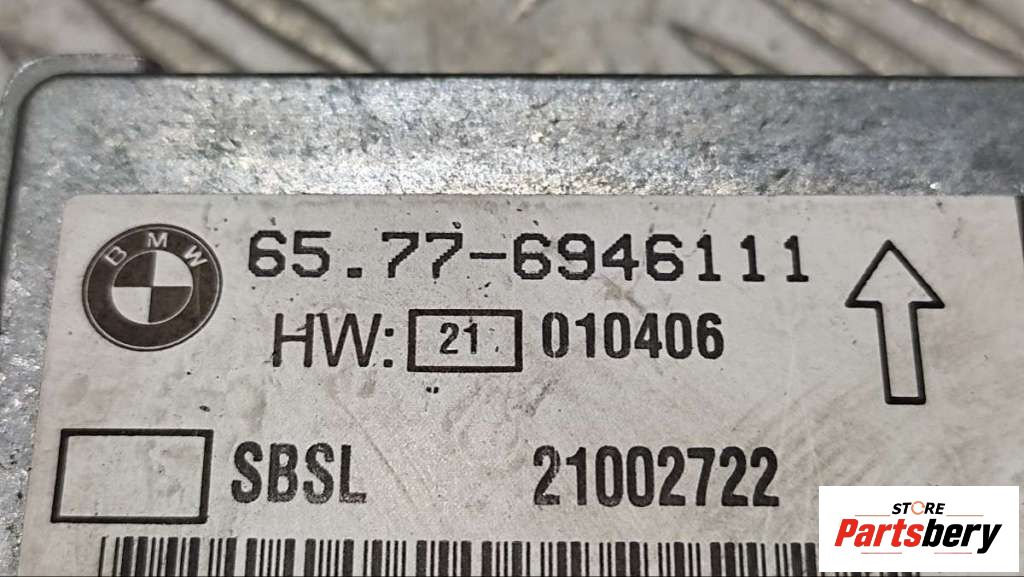 BMW
65.77-6946111
HW: 21 010406
SBSL 21002722
STORE
Partsbery